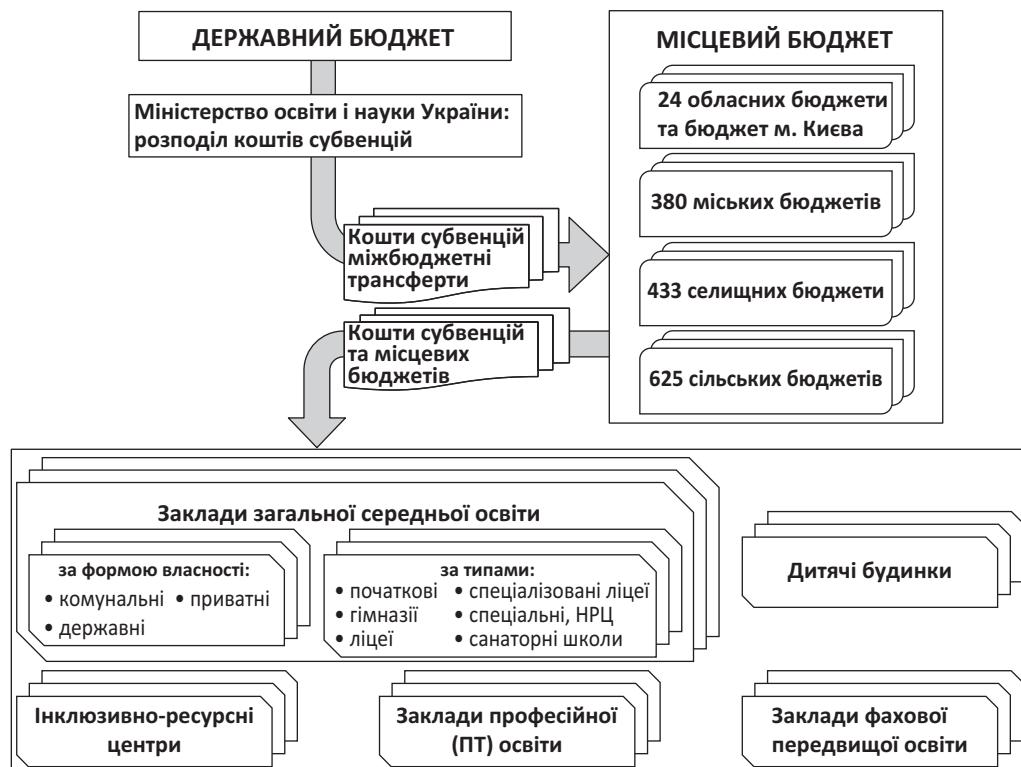 ДЕРЖАВНИЙ БЮДЖЕТ
Міністерство освіти і науки України:
розподіл коштів субвенцій
Кошти субвенцій
міжбюджетні
трансферти
МІСЦЕВИЙ БЮДЖЕТ
24 обласних бюджети
та бюджет м. Києва
380 міських бюджетів
433 селищних бюджети
625 сільських бюджетів
Кошти субвенцій
та місцевих
бюджетів
Заклади загальної середньої освіти
за формою власності:
• комунальні • приватні
• державні
за типами:
• початкові • спеціалізовані ліцеї
• гімназії • спеціальні, НРЦ
• ліцеї • санаторні школи
Дитячі будинки
Інклюзивно-ресурсні
центри
Заклади професійної
(ПТ) освіти
Заклади фахової
передвищої освіти